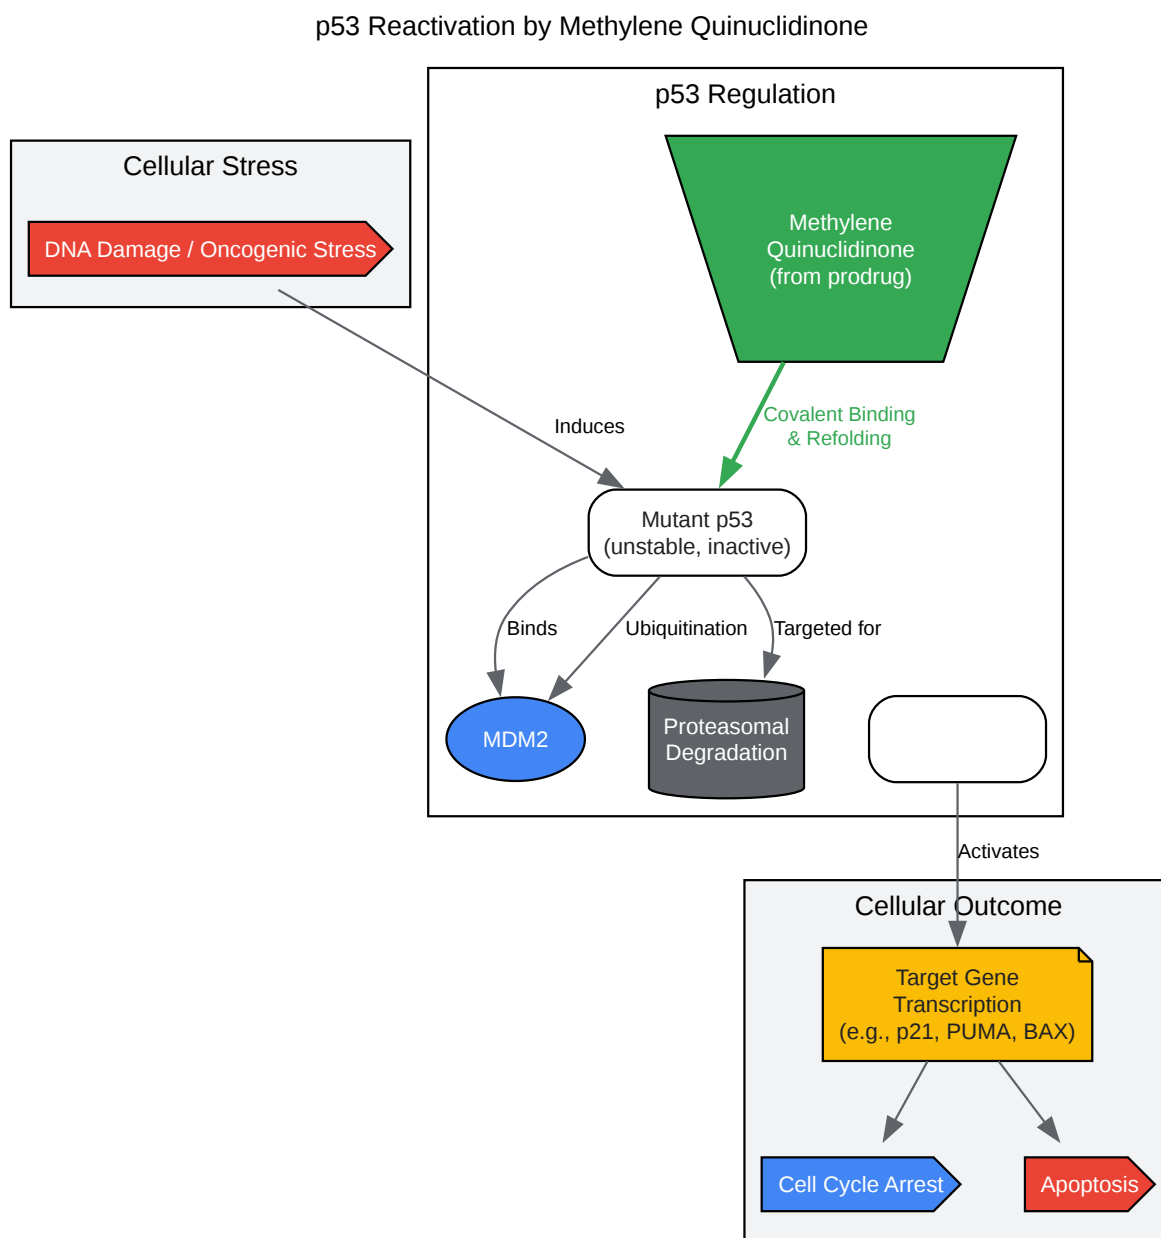 p53 Reactivation by Methylene Quinuclidinone
p53 Regulation
Cellular Stress
DNA Damage / Oncogenic Stress
Methylene
Quinuclidinone
(from prodrug)
Covalent Binding
& Refolding
Induces
Mutant p53
(unstable, inactive)
Binds
Ubiquitination
Targeted for
MDM2
Proteasomal
Degradation
Activates
Cellular Outcome
Target Gene
Transcription
(e.g., p21, PUMA, BAX)
Cell Cycle Arrest
Apoptosis